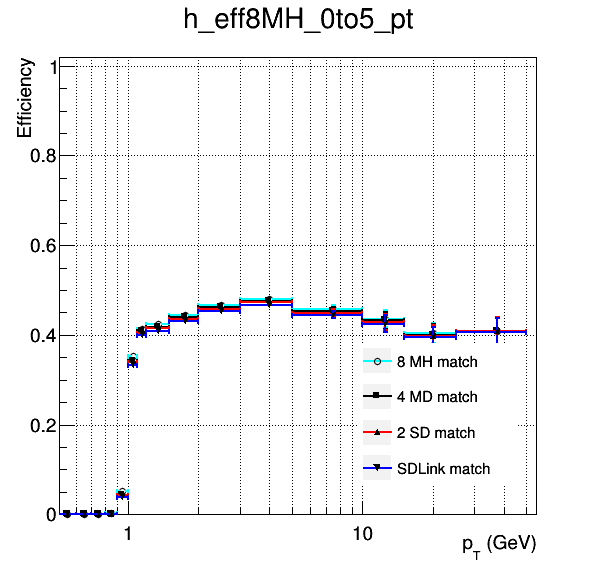 h_eff8MH_0to5_pt
Efficiency
1
0.8
0.6
0.4
0.2
0
8 MH match
4 MD match
2 SD match
SDLink match
1
10
p_T (GeV)